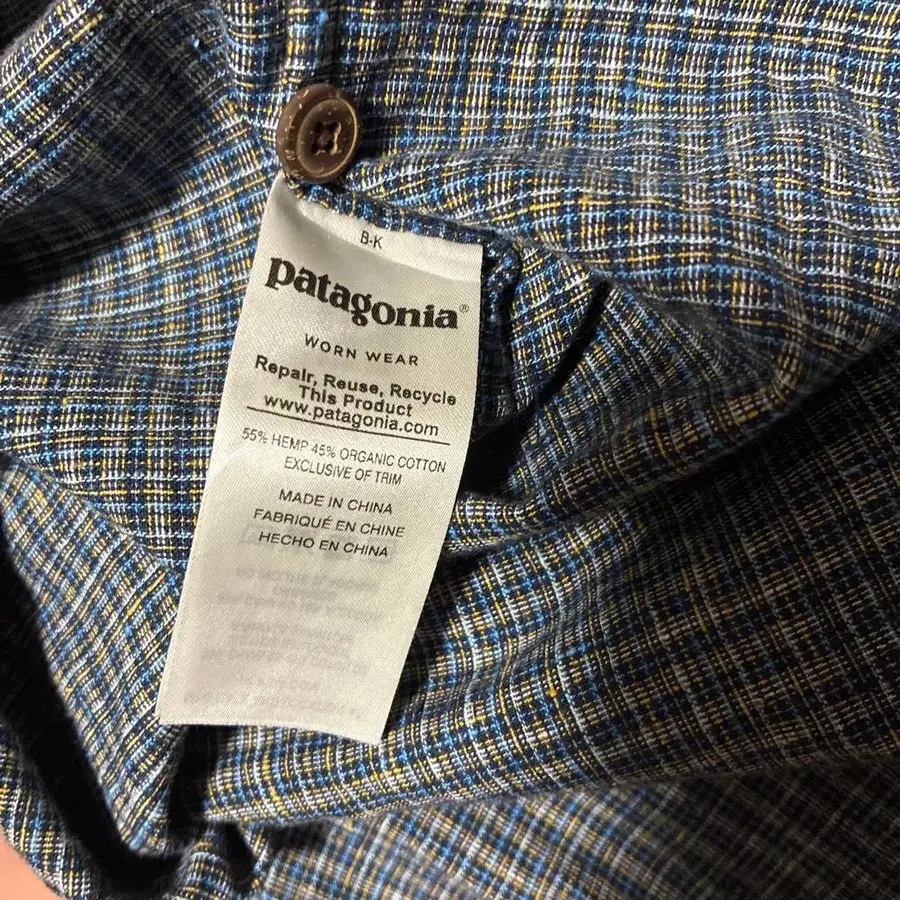 B-K
patagonia®
WORN WEAR
Repair, Reuse, Recycle
This Product
www.patagonia.com
55% HEMP 45% ORGANIC COTTON
EXCLUSIVE OF TRIM
MADE IN CHINA
FABRIQUÉ EN CHINE
HECHO EN CHINA